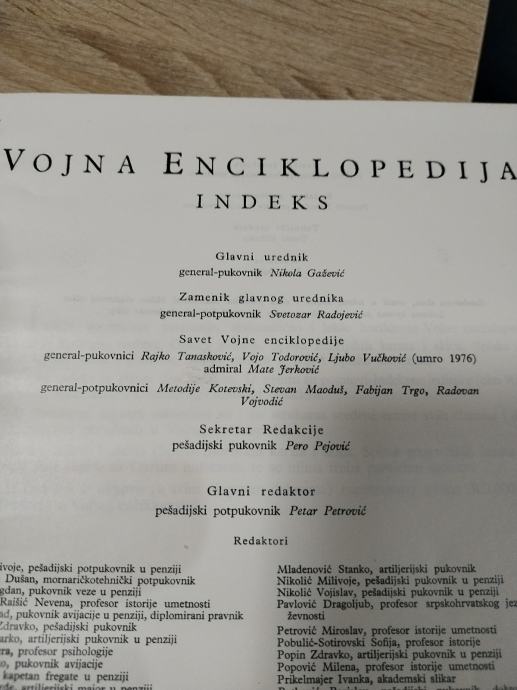 VOJNA ENCIKLOPEDIJA
INDEKS
Glavni urednik
general-pukovnik Nikola Gažević
Zamenik glavnog urednika
general-potpukovnik Svetozar Radojević
Savet Vojne enciklopedije
general-pukovnici Rajko Tanasković, Vojo Todorović, Ljubo Vučković (umro 1976)
admiral Mate Jerković
general-potpukovnici Metodije Kotevski, Stevan Maoduš, Fabijan Trgo, Radovan
Vojvodić
Sekretar Redakcije
pešadijski pukovnik Pero Pejović
Glavni redaktor
pešadijski potpukovnik Petar Petrović
Redaktori
ivoje, pešadijski potpukovnik u penziji
Dušan, mornaričkotehnički potpukovnik
gdan, pukovnik veze u penziji
Raišić Nevena, profesor istorije umetnosti
ad, pukovnik avijacije u penziji, diplomirani pravnik
Zdravko, pešadijski pukovnik
arko, artiljerijski pukovnik u penziji
ra, profesor psihologije
o, pukovnik avijacije
kapetan fregate u penziji
artiljerijski major u penziji
Mladenović Stanko, artiljerijski pukovnik
Nikolić Milivoje, pešadijski pukovnik u penziji
Nikolić Vojislav, pešadijski pukovnik u penziji
Pavlović Dragoljub, profesor srpskohrvatskog jez
ževnosti
Petrović Miroslav, profesor istorije umetnosti
Pobulić-Sotirovski Sofija, profesor istorije
Popin Zdravko, artiljerijski pukovnik u penziji
Popović Milena, profesor istorije umetnosti
Prikelmajer Ivanka, akademski slikar